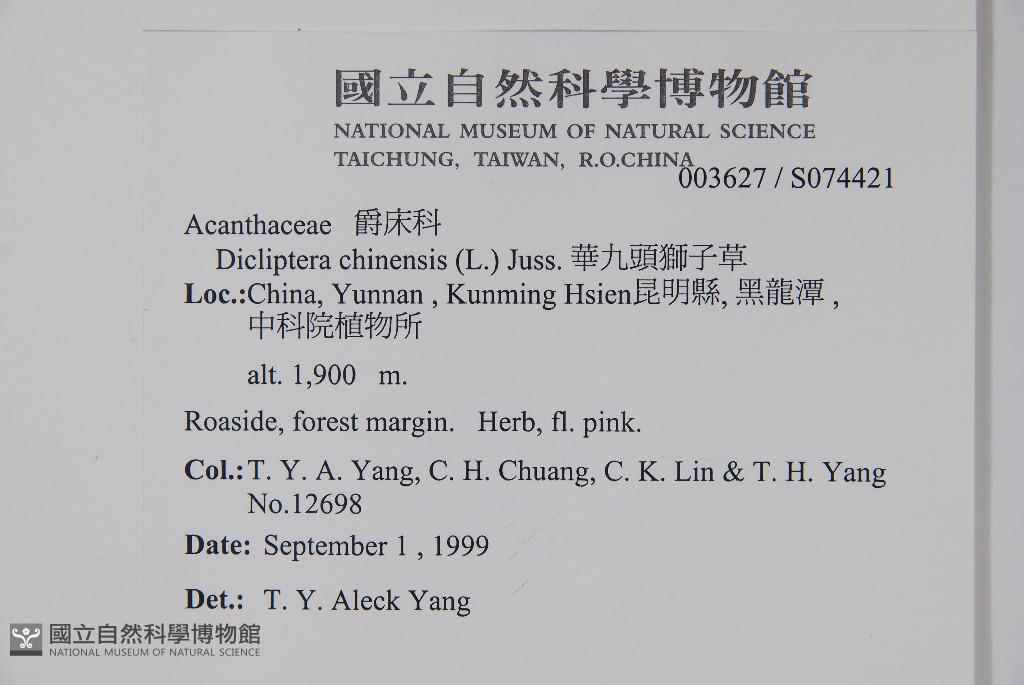 國立自然科學博物館
NATIONAL MUSEUM OF NATURAL SCIENCE
TAICHUNG, TAIWAN, R.O.CHINA
003627 / S074421
Acanthaceae 爵床科
Dicliptera chinensis (L.) Juss. 華九頭獅子草
Loc.:China, Yunnan , Kunming Hsien昆明縣, 黑龍潭 ,
中科院植物所
alt. 1,900 m.
Roaside, forest margin. Herb, fl. pink.
Col.: T. Y. A. Yang, C. H. Chuang, C. K. Lin & T. H. Yang
No.12698
Date: September 1 , 1999
Det.: T. Y. Aleck Yang
國立自然科學博物館
NATIONAL MUSEUM OF NATURAL SCIENCE